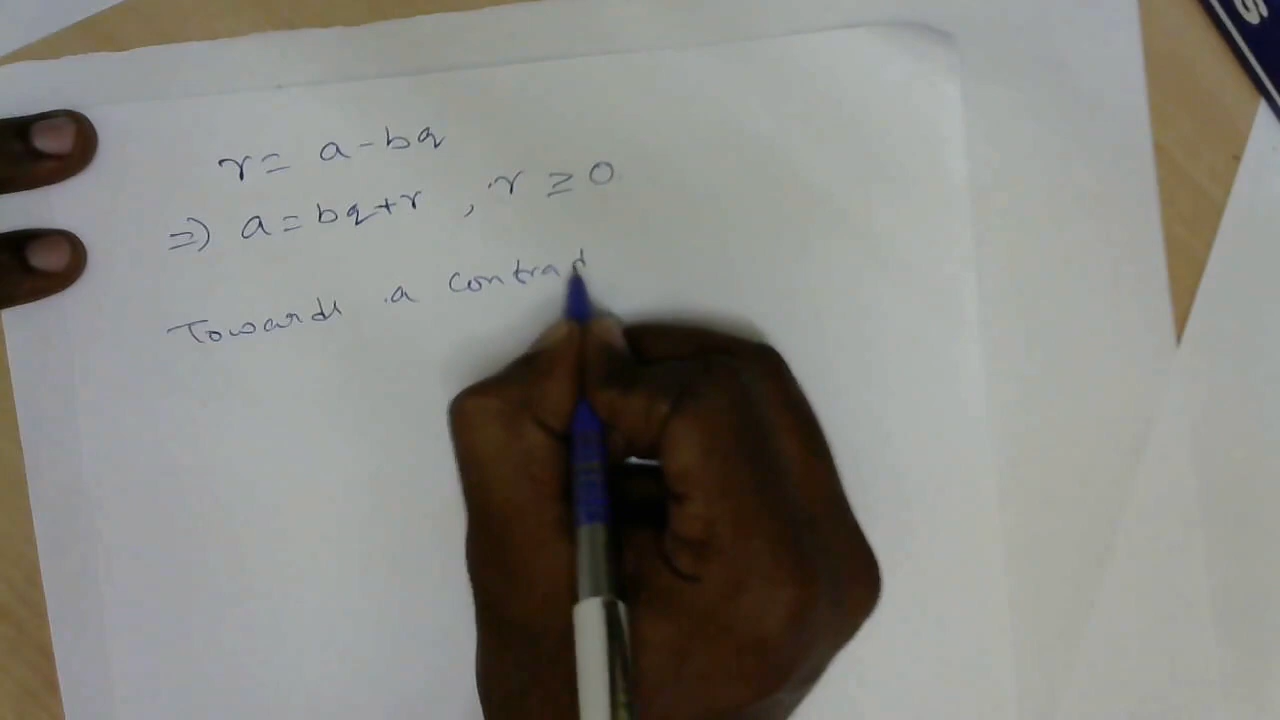 r = a - bq
⇒ a = bq + r , r ≥ 0
Towards a contrad